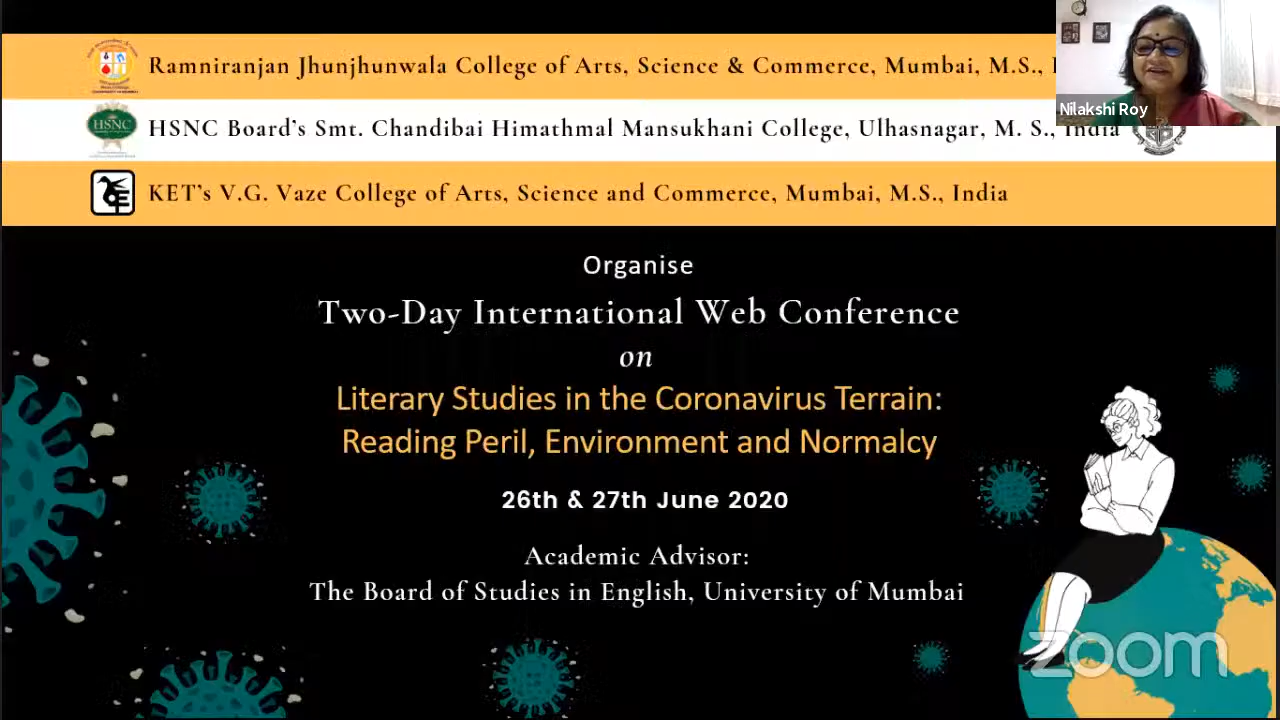 Ramniranjan Jhunjhunwala College of Arts, Science & Commerce, Mumbai, M.S.,
Nilakshi Roy
HSNC
HSNC Board's Smt. Chandibai Himathmal Mansukhani College, Ulhasnagar, M. S., India
KET's V.G. Vaze College of Arts, Science and Commerce, Mumbai, M.S., India
Organise
Two-Day International Web Conference
on
Literary Studies in the Coronavirus Terrain:
Reading Peril, Environment and Normalcy
26th & 27th June 2020
Academic Advisor:
The Board of Studies in English, University of Mumbai
zoom